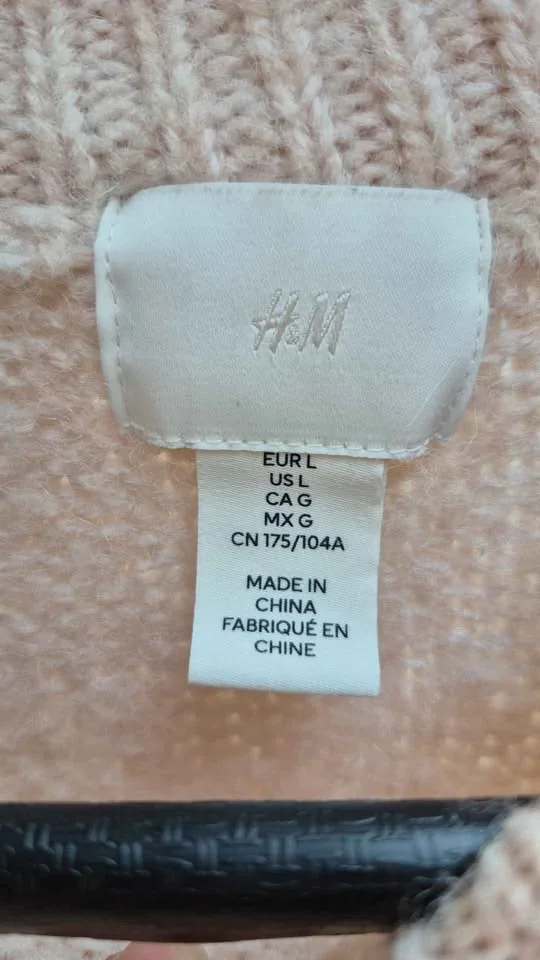 H&M
EUR L
US L
CA G
MX G
CN 175/104A
MADE IN
CHINA
FABRIQUÉ EN
CHINE